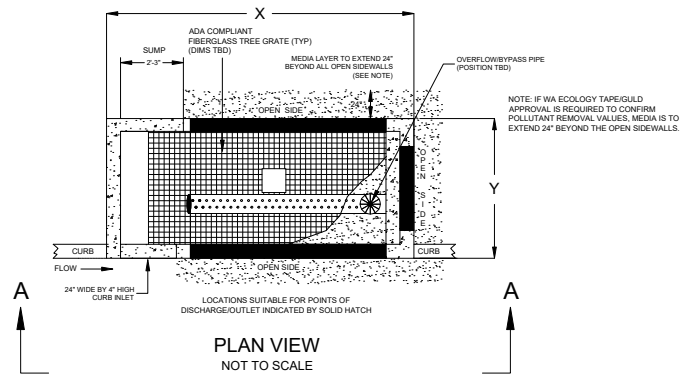 X
ADA COMPLIANT
FIBERGLASS TREE GRATE (TYP)
(DIMS TBD)
SUMP
2'-3"
MEDIA LAYER TO EXTEND 24"
BEYOND ALL OPEN SIDEWALLS
(SEE NOTE)
OVERFLOW/BYPASS PIPE
(POSITION TBD)
NOTE: IF WA ECOLOGY TAPE/GULD
APPROVAL IS REQUIRED TO CONFIRM
POLLUTANT REMOVAL VALUES, MEDIA IS TO
EXTEND 24" BEYOND THE OPEN SIDEWALLS.
24"
OPEN SIDE
OPEN SIDE
Y
CURB
CURB
FLOW
OPEN SIDE
24" WIDE BY 4" HIGH
CURB INLET
LOCATIONS SUITABLE FOR POINTS OF
DISCHARGE/OUTLET INDICATED BY SOLID HATCH
A
A
PLAN VIEW
NOT TO SCALE